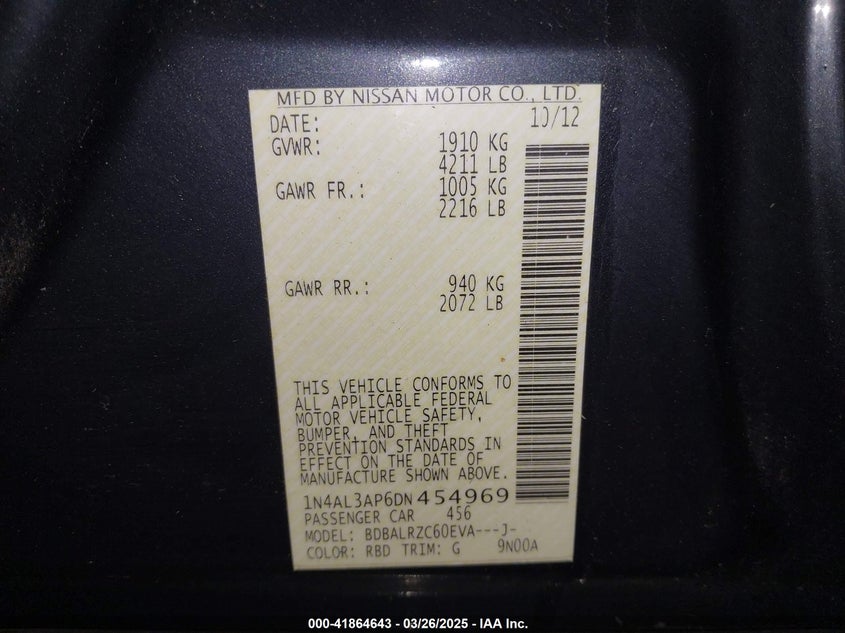 MFD BY NISSAN MOTOR CO., LTD.
DATE: 10/12
GVWR: 1910 KG
4211 LB
GAWR FR.: 1005 KG
2216 LB
GAWR RR.: 940 KG
2072 LB
THIS VEHICLE CONFORMS TO
ALL APPLICABLE FEDERAL
MOTOR VEHICLE SAFETY,
BUMPER, AND THEFT
PREVENTION STANDARDS IN
EFFECT ON THE DATE OF
MANUFACTURE SHOWN ABOVE.
1N4AL3AP6DN454969
PASSENGER CAR 456
MODEL: BDBALRZC60EVA---J-
COLOR: RBD TRIM: G 9N00A
000-41864643 — 03/26/2025 — IAA Inc.